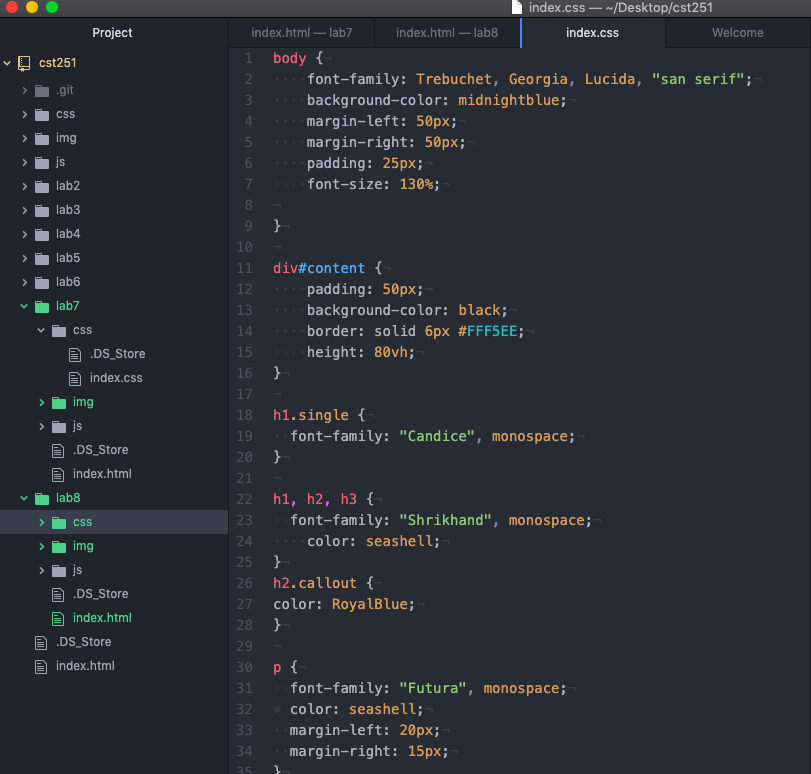 index.css — ~/Desktop/cst251
Project
index.html — lab7
index.html — lab8
index.css
Welcome
cst251
.git
css
img
js
lab2
lab3
lab4
lab5
lab6
lab7
css
.DS_Store
index.css
img
js
.DS_Store
index.html
lab8
css
img
js
.DS_Store
index.html
.DS_Store
index.html
1 body {
2 font-family: Trebuchet, Georgia, Lucida, "san serif";
3 background-color: midnightblue;
4 margin-left: 50px;
5 margin-right: 50px;
6 padding: 25px;
7 font-size: 130%;
8
9 }
10
11 div#content {
12 padding: 50px;
13 background-color: black;
14 border: solid 6px #FFF5EE;
15 height: 80vh;
16 }
17
18 h1.single {
19 font-family: "Candice", monospace;
20 }
21
22 h1, h2, h3 {
23 font-family: "Shrikhand", monospace;
24 color: seashell;
25 }
26 h2.callout {
27 color: RoyalBlue;
28 }
29
30 p {
31 font-family: "Futura", monospace;
32 color: seashell;
33 margin-left: 20px;
34 margin-right: 15px;
35 }